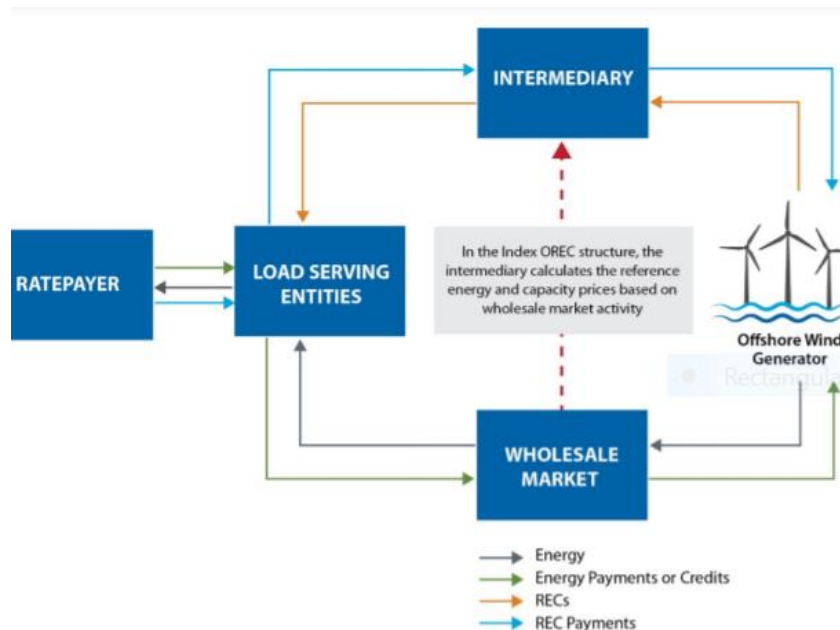 INTERMEDIARY
RATEPAYER
LOAD SERVING
ENTITIES
In the Index OREC structure, the
intermediary calculates the reference
energy and capacity prices based on
wholesale market activity
Offshore Wind
Generator
Rectangula
WHOLESALE
MARKET
Energy
Energy Payments or Credits
RECs
REC Payments